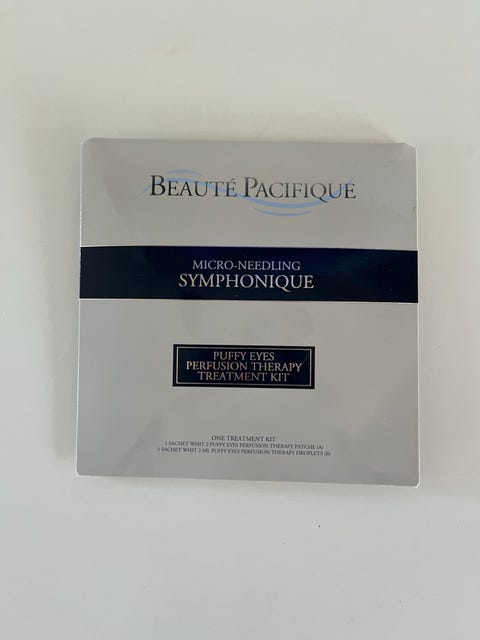 BEAUTÉ PACIFIQUE
MICRO-NEEDLING
SYMPHONIQUE
PUFFY EYES
PERFUSION THERAPY
TREATMENT KIT
ONE TREATMENT KIT
1 SACHET WHIT 2 PUFFY EYES PERFUSION THERAPY PATCHE (A)
1 SACHET WHIT 2 ML PUFFY EYES PERFUSION THERAPY DROPLETS (B)